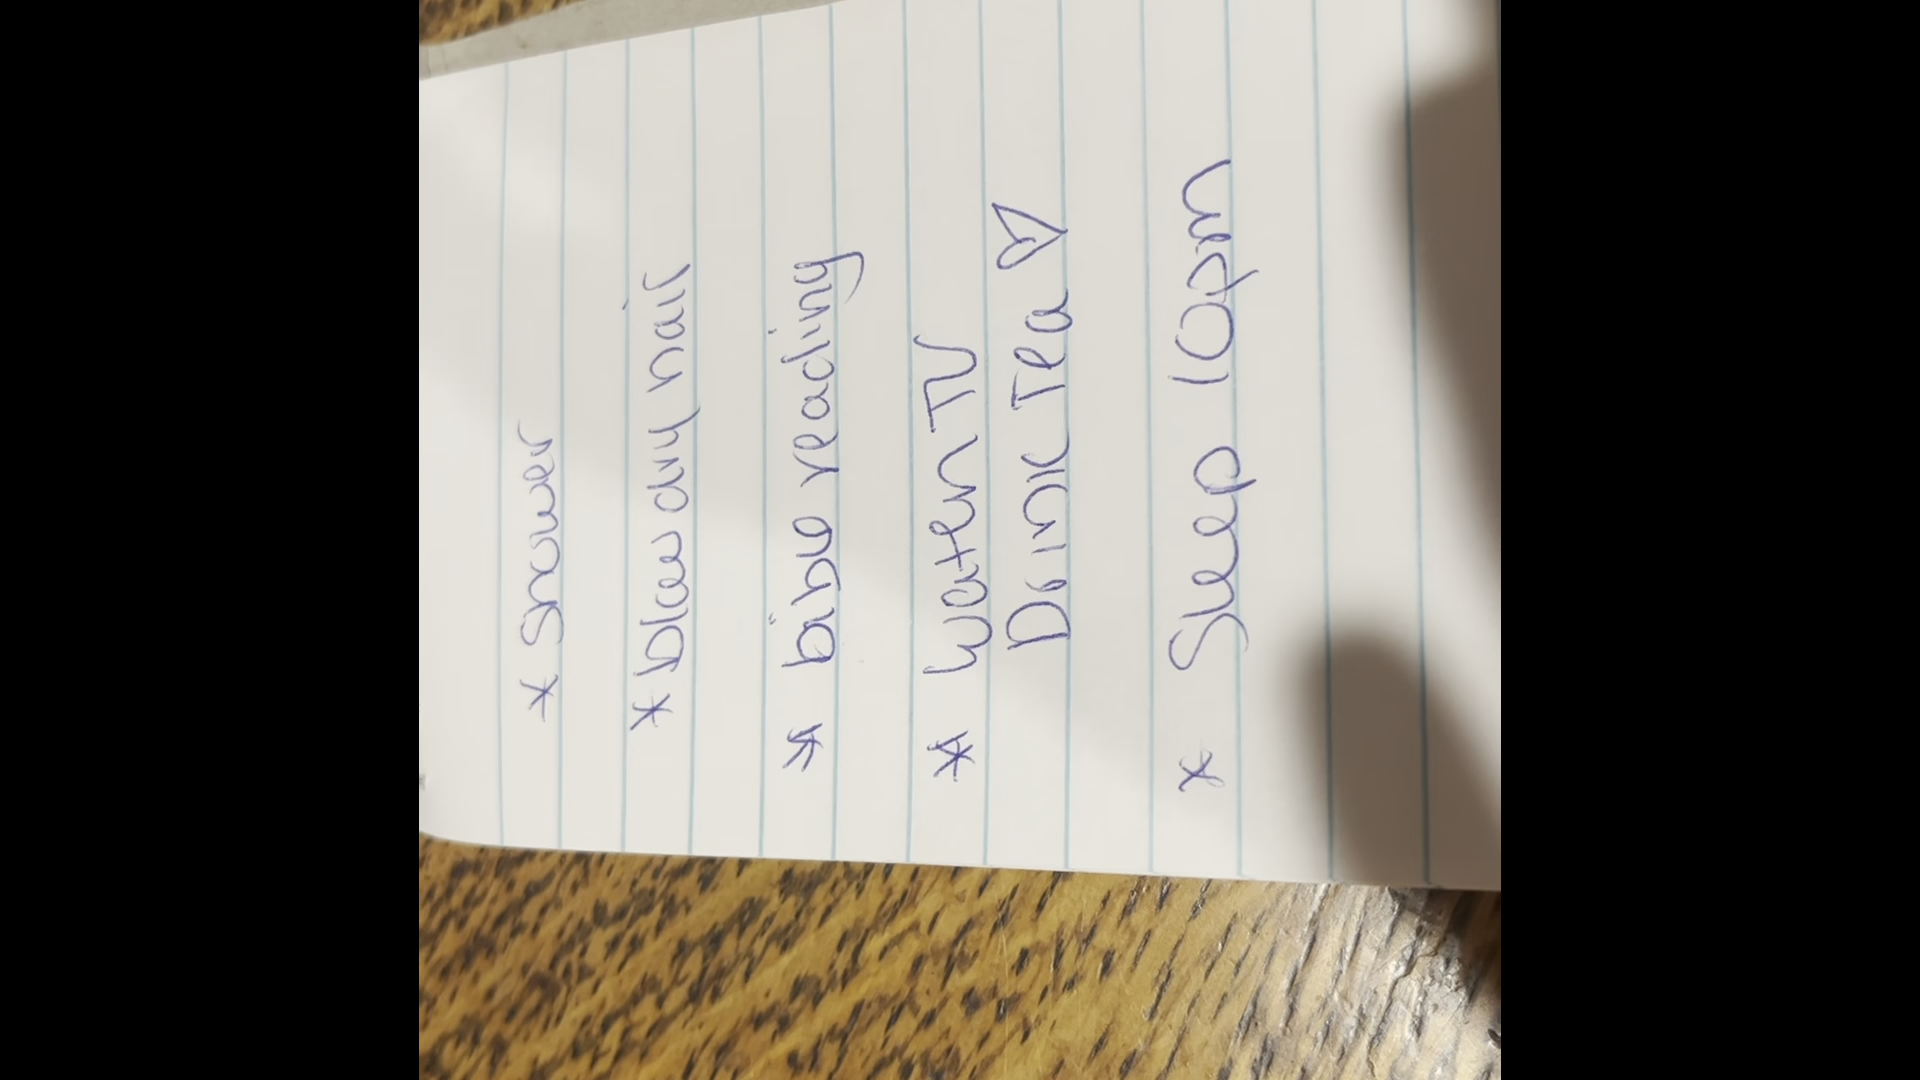 * Shower
* blow dry hair
* bible reading
* Watch TV
Drink Tea ♡
* Sleep 10pm